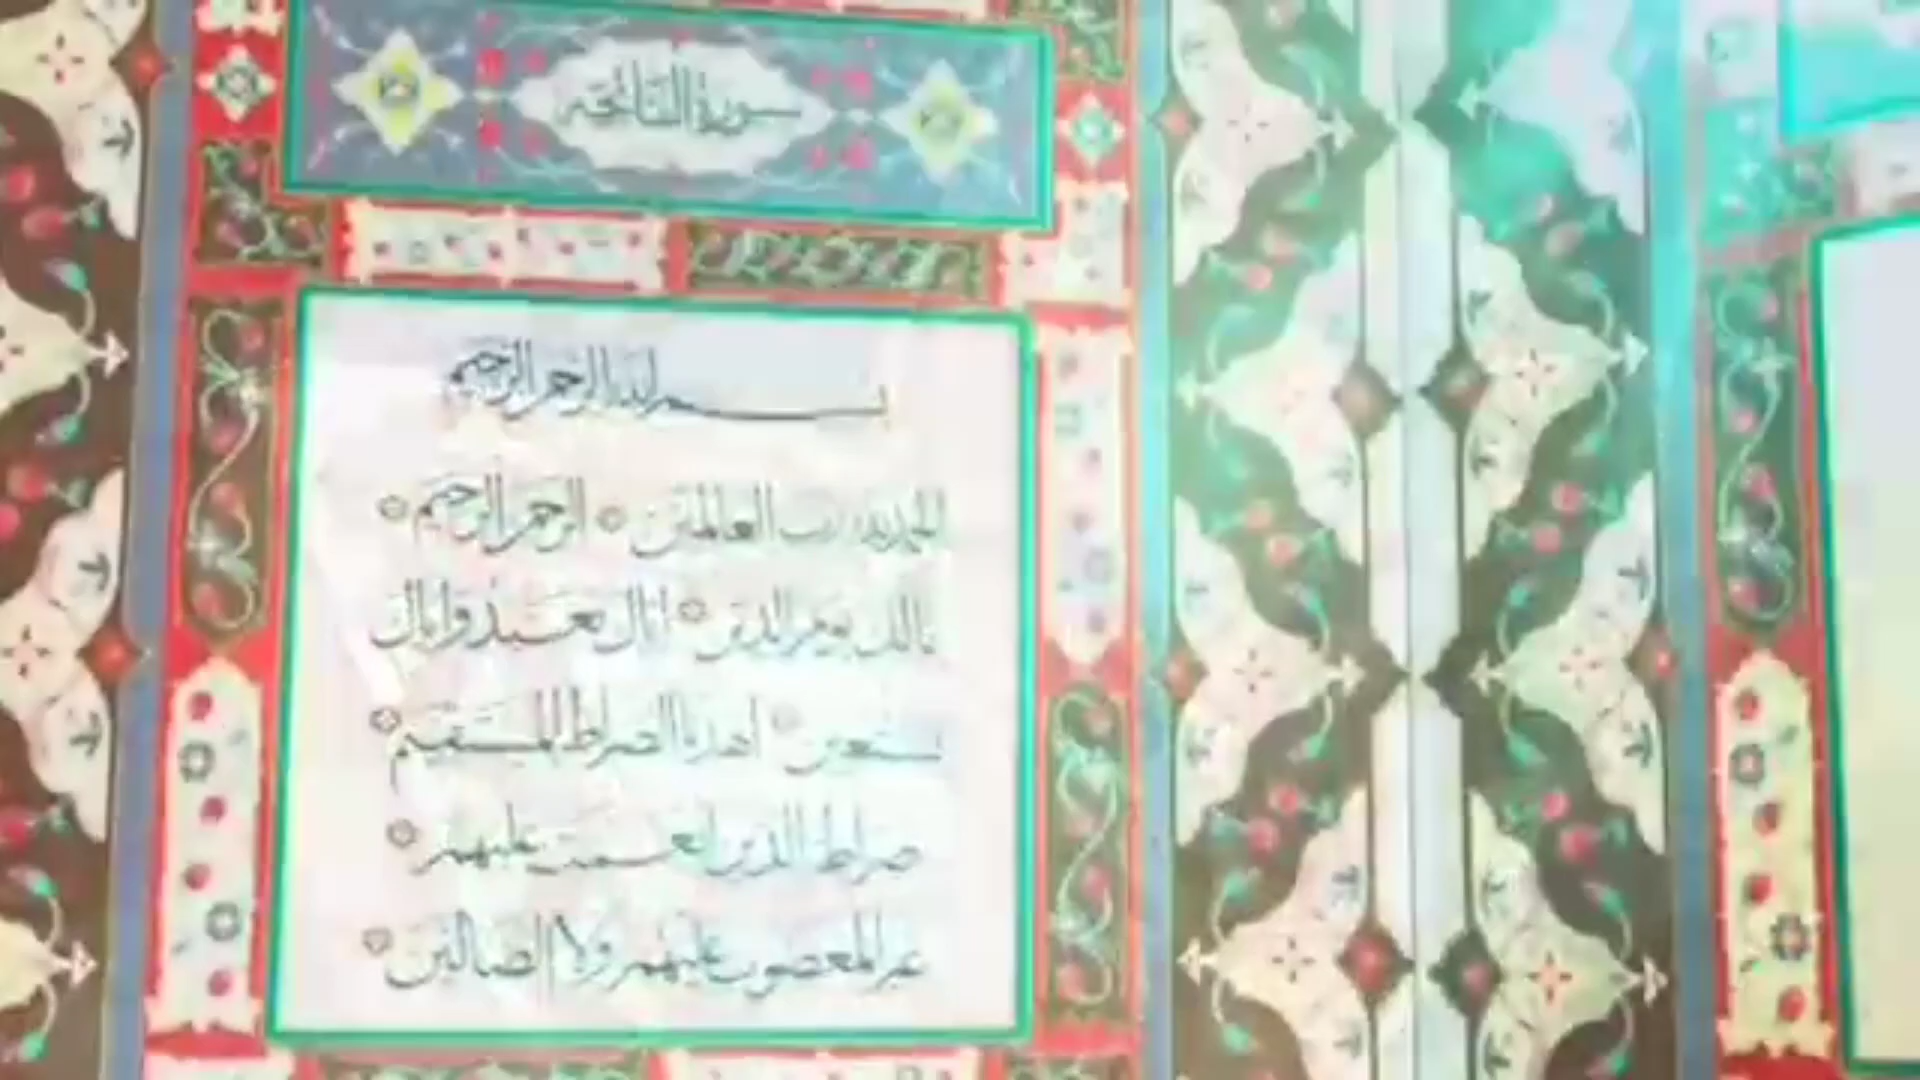 سورة الفاتحة
بسم الله الرحمن الرحيم
الحمد لله رب العالمين ۝ الرحمن الرحيم ۝
مالك يوم الدين ۝ اياك نعبد واياك
نستعين ۝ اهدنا الصراط المستقيم ۝
صراط الذين انعمت عليهم ۝
غير المغضوب عليهم ولا الضالين ۝